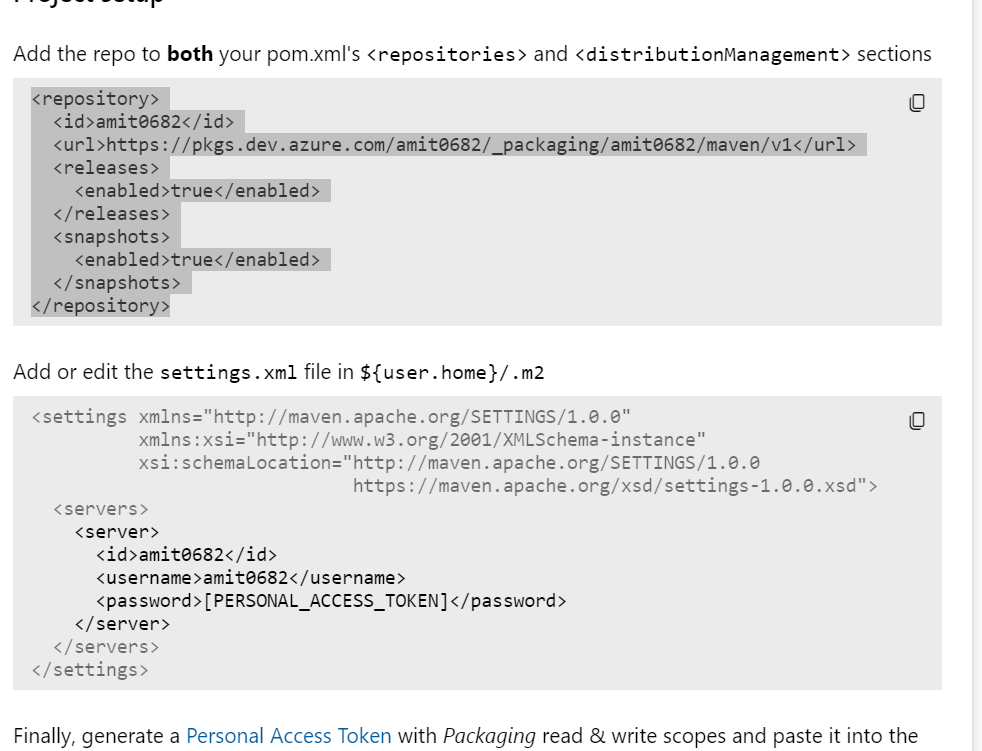 Project setup
Add the repo to both your pom.xml's <repositories> and <distributionManagement> sections
<repository>
  <id>amit0682</id>
  <url>https://pkgs.dev.azure.com/amit0682/_packaging/amit0682/maven/v1</url>
  <releases>
    <enabled>true</enabled>
  </releases>
  <snapshots>
    <enabled>true</enabled>
  </snapshots>
</repository>
Add or edit the settings.xml file in ${user.home}/.m2
<settings xmlns="http://maven.apache.org/SETTINGS/1.0.0"
          xmlns:xsi="http://www.w3.org/2001/XMLSchema-instance"
          xsi:schemaLocation="http://maven.apache.org/SETTINGS/1.0.0
                              https://maven.apache.org/xsd/settings-1.0.0.xsd">
  <servers>
    <server>
      <id>amit0682</id>
      <username>amit0682</username>
      <password>[PERSONAL_ACCESS_TOKEN]</password>
    </server>
  </servers>
</settings>
Finally, generate a Personal Access Token with Packaging read & write scopes and paste it into the